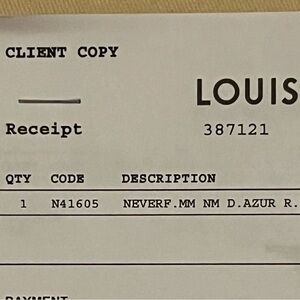 CLIENT COPY
LOUIS
Receipt 387121
QTY CODE DESCRIPTION
1 N41605 NEVERF.MM NM D.AZUR R.